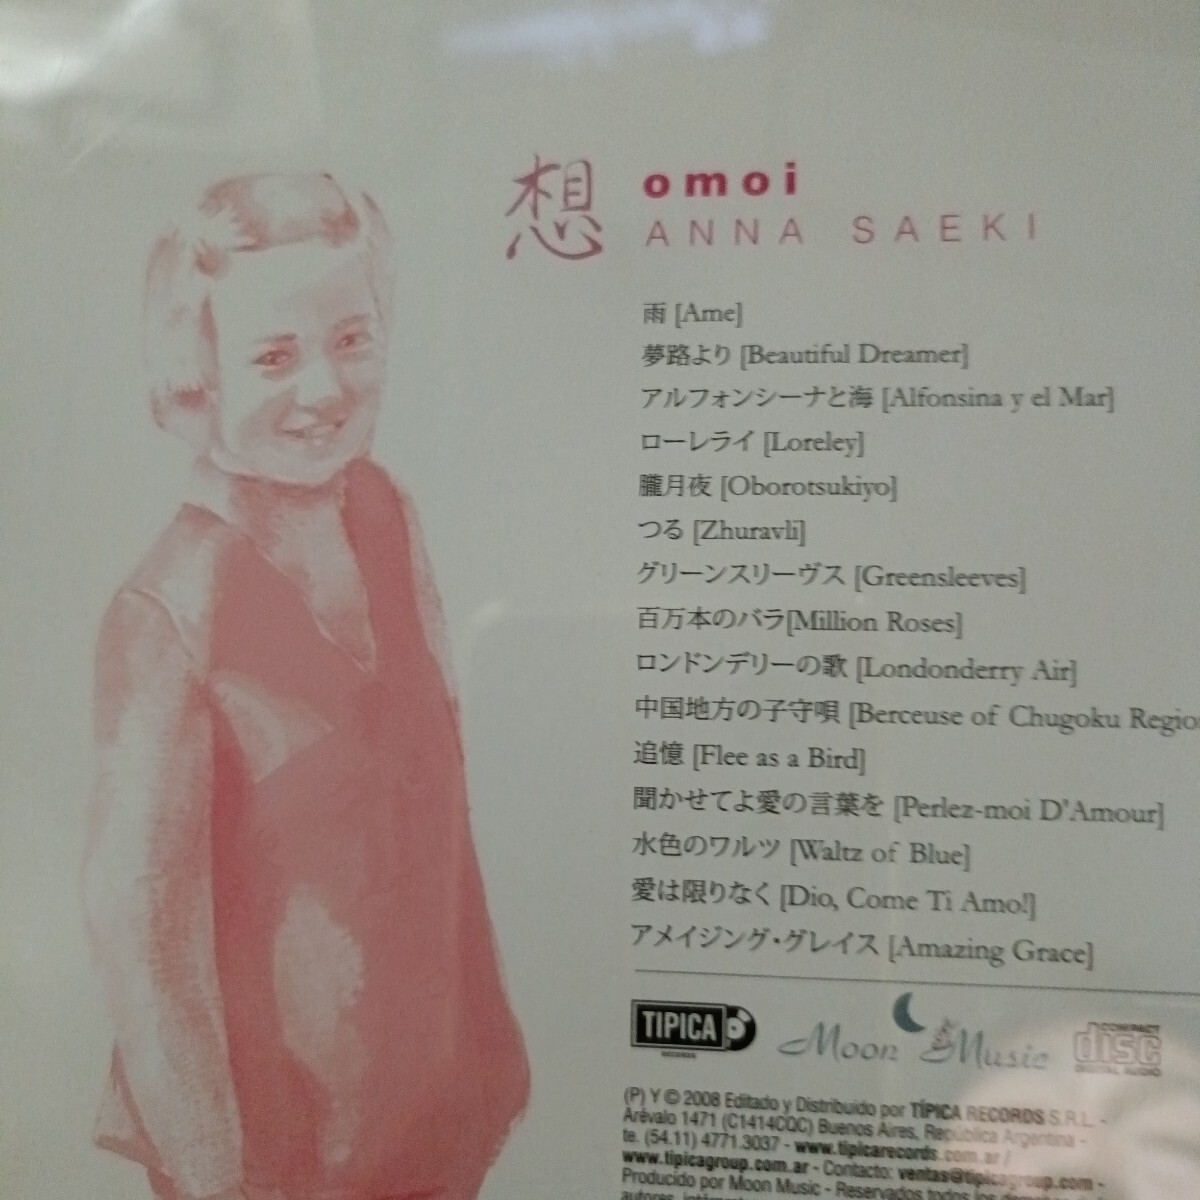 想 omoi
ANNA SAEKI
雨 [Ame]
夢路より [Beautiful Dreamer]
アルフォンシーナと海 [Alfonsina y el Mar]
ローレライ [Loreley]
朧月夜 [Oborotsukiyo]
つる [Zhuravli]
グリーンスリーヴス [Greensleeves]
百万本のバラ[Million Roses]
ロンドンデリーの歌 [Londonderry Air]
中国地方の子守唄 [Berceuse of Chugoku Regio
追憶 [Flee as a Bird]
聞かせてよ愛の言葉を [Perlez-moi D'Amour]
水色のワルツ [Waltz of Blue]
愛は限りなく [Dio, Come Ti Amo!]
アメイジング・グレイス [Amazing Grace]
TIPICA RECORDS Moon Music COMPACT disc DIGITAL AUDIO
(P) Y © 2008 Editado y Distribuido por TÍPICA RECORDS S.R.L. -
Arévalo 1471 (C1414CQC) Buenos Aires, República Argentina -
te. (54.11) 4771.3037 - www.tipicarecords.com.ar /
www.tipicagroup.com.ar - Contacto: ventas@tipicagroup.com -
Producido por Moon Music - Reservados todos los
autores,